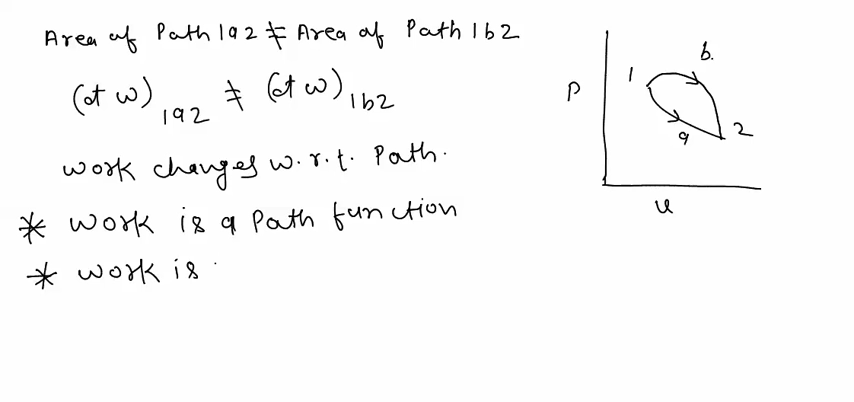 Area of Path 1a2 ≠ Area of Path 1b2
(đW)₁ₐ₂ ≠ (đW)₁b₂
work changes w.r.t. Path.
* work is a Path function
* work is
P
1
b.
a
2
v